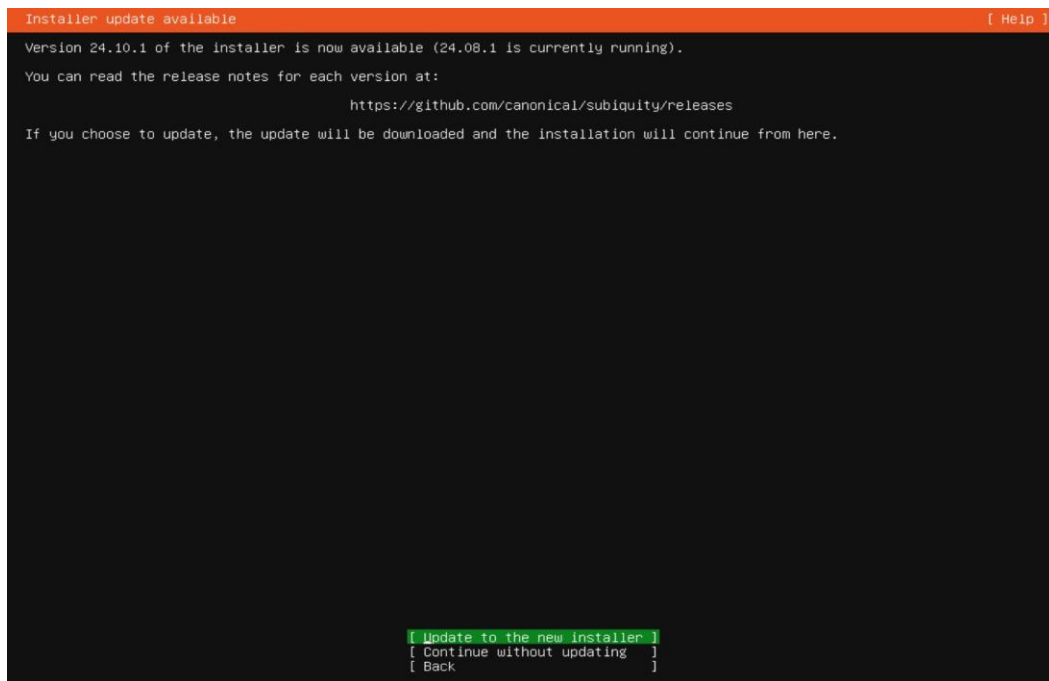 Installer update available [ Help ]
Version 24.10.1 of the installer is now available (24.08.1 is currently running).
You can read the release notes for each version at:
https://github.com/canonical/subiquity/releases
If you choose to update, the update will be downloaded and the installation will continue from here.
[ Update to the new installer ]
[ Continue without updating ]
[ Back ]